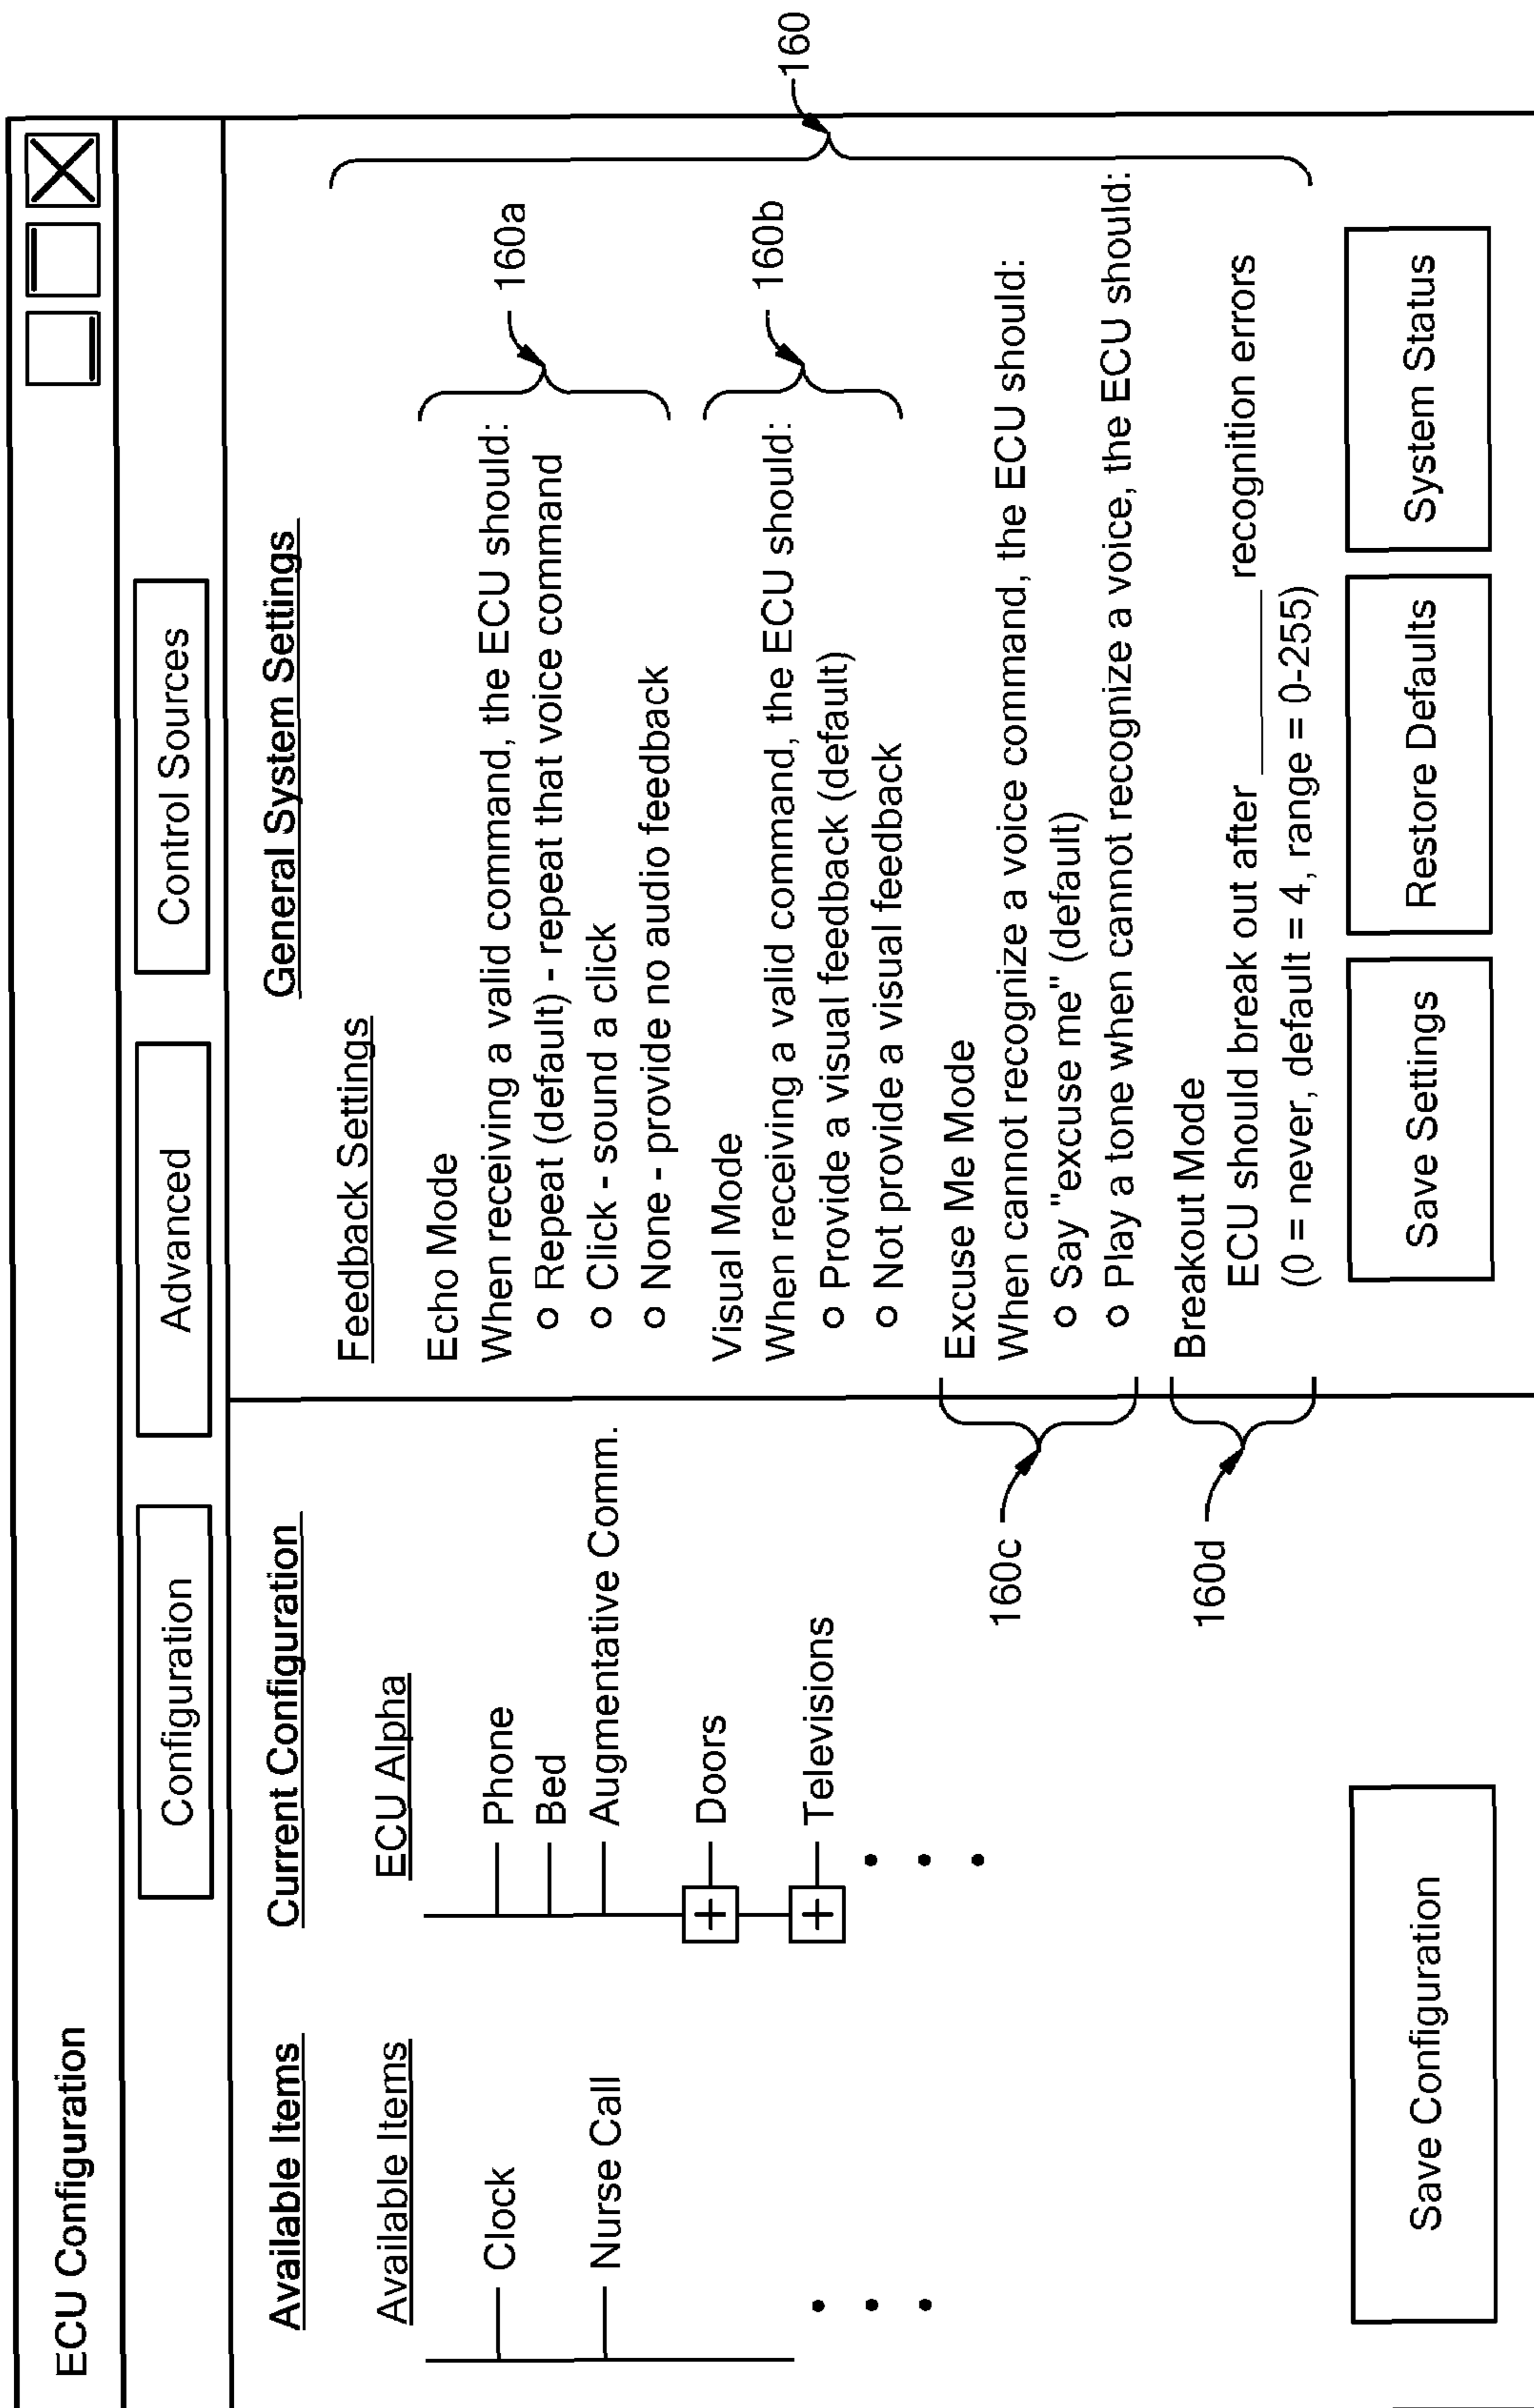 ECU Configuration
Configuration
Advanced
Control Sources
Available Items
Available Items
Clock
Nurse Call
Save Configuration
Current Configuration
ECU Alpha
Phone
Bed
Augmentative Comm.
Doors
Televisions
General System Settings
Feedback Settings
Echo Mode
When receiving a valid command, the ECU should:
Repeat (default) - repeat that voice command
Click - sound a click
None - provide no audio feedback
160a
Visual Mode
When receiving a valid command, the ECU should:
Provide a visual feedback (default)
Not provide a visual feedback
160b
Excuse Me Mode
When cannot recognize a voice command, the ECU should:
Say "excuse me" (default)
Play a tone when cannot recognize a voice, the ECU should:
160c
Breakout Mode
ECU should break out after ________ recognition errors
(0 = never, default = 4, range = 0-255)
160d
160
Save Settings
Restore Defaults
System Status